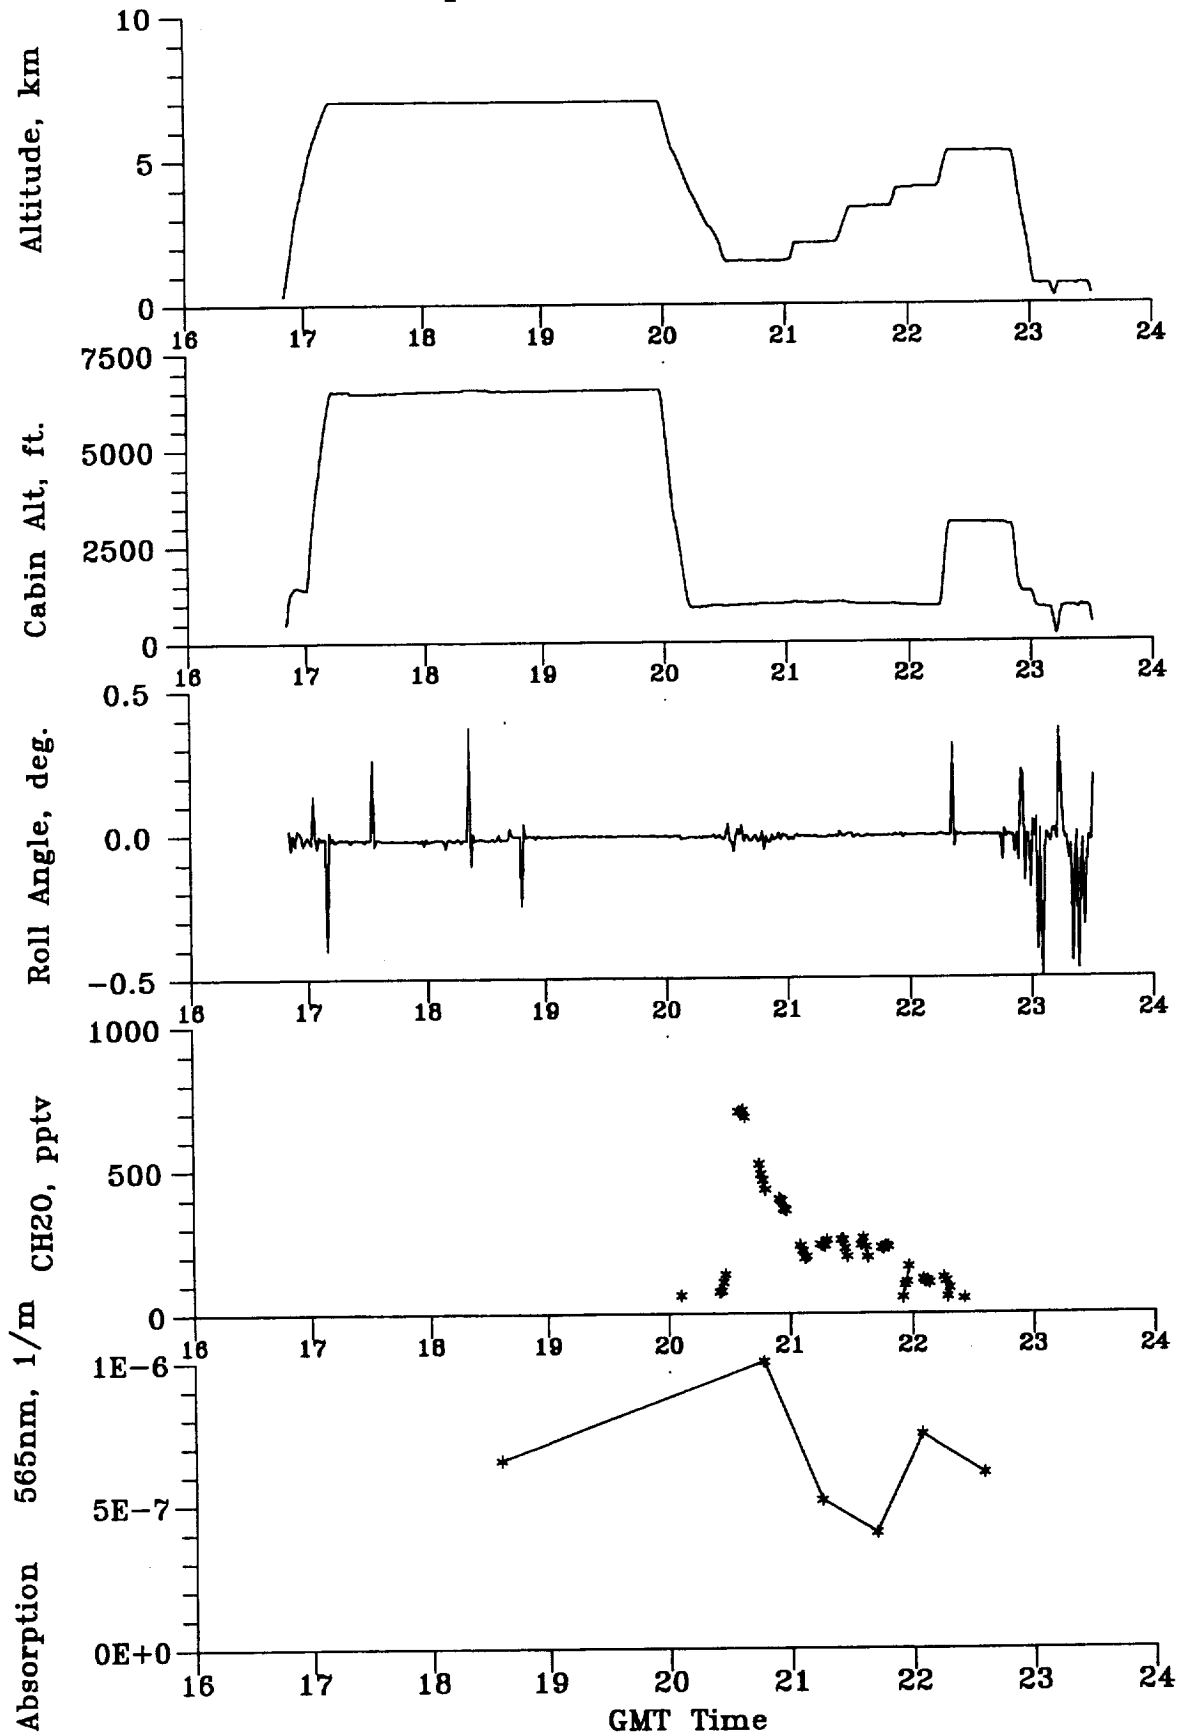 10
5
0
Altitude, km
16 17 18 19 20 21 22 23 24
7500
5000
2500
0
Cabin Alt, ft.
16 17 18 19 20 21 22 23 24
0.5
0.0
−0.5
Roll Angle, deg.
16 17 18 19 20 21 22 23 24
1000
500
0
CH2O, pptv
16 17 18 19 20 21 22 23 24
1E−6
5E−7
0E+0
Absorption 565nm, 1/m
16 17 18 19 20 21 22 23 24
GMT Time